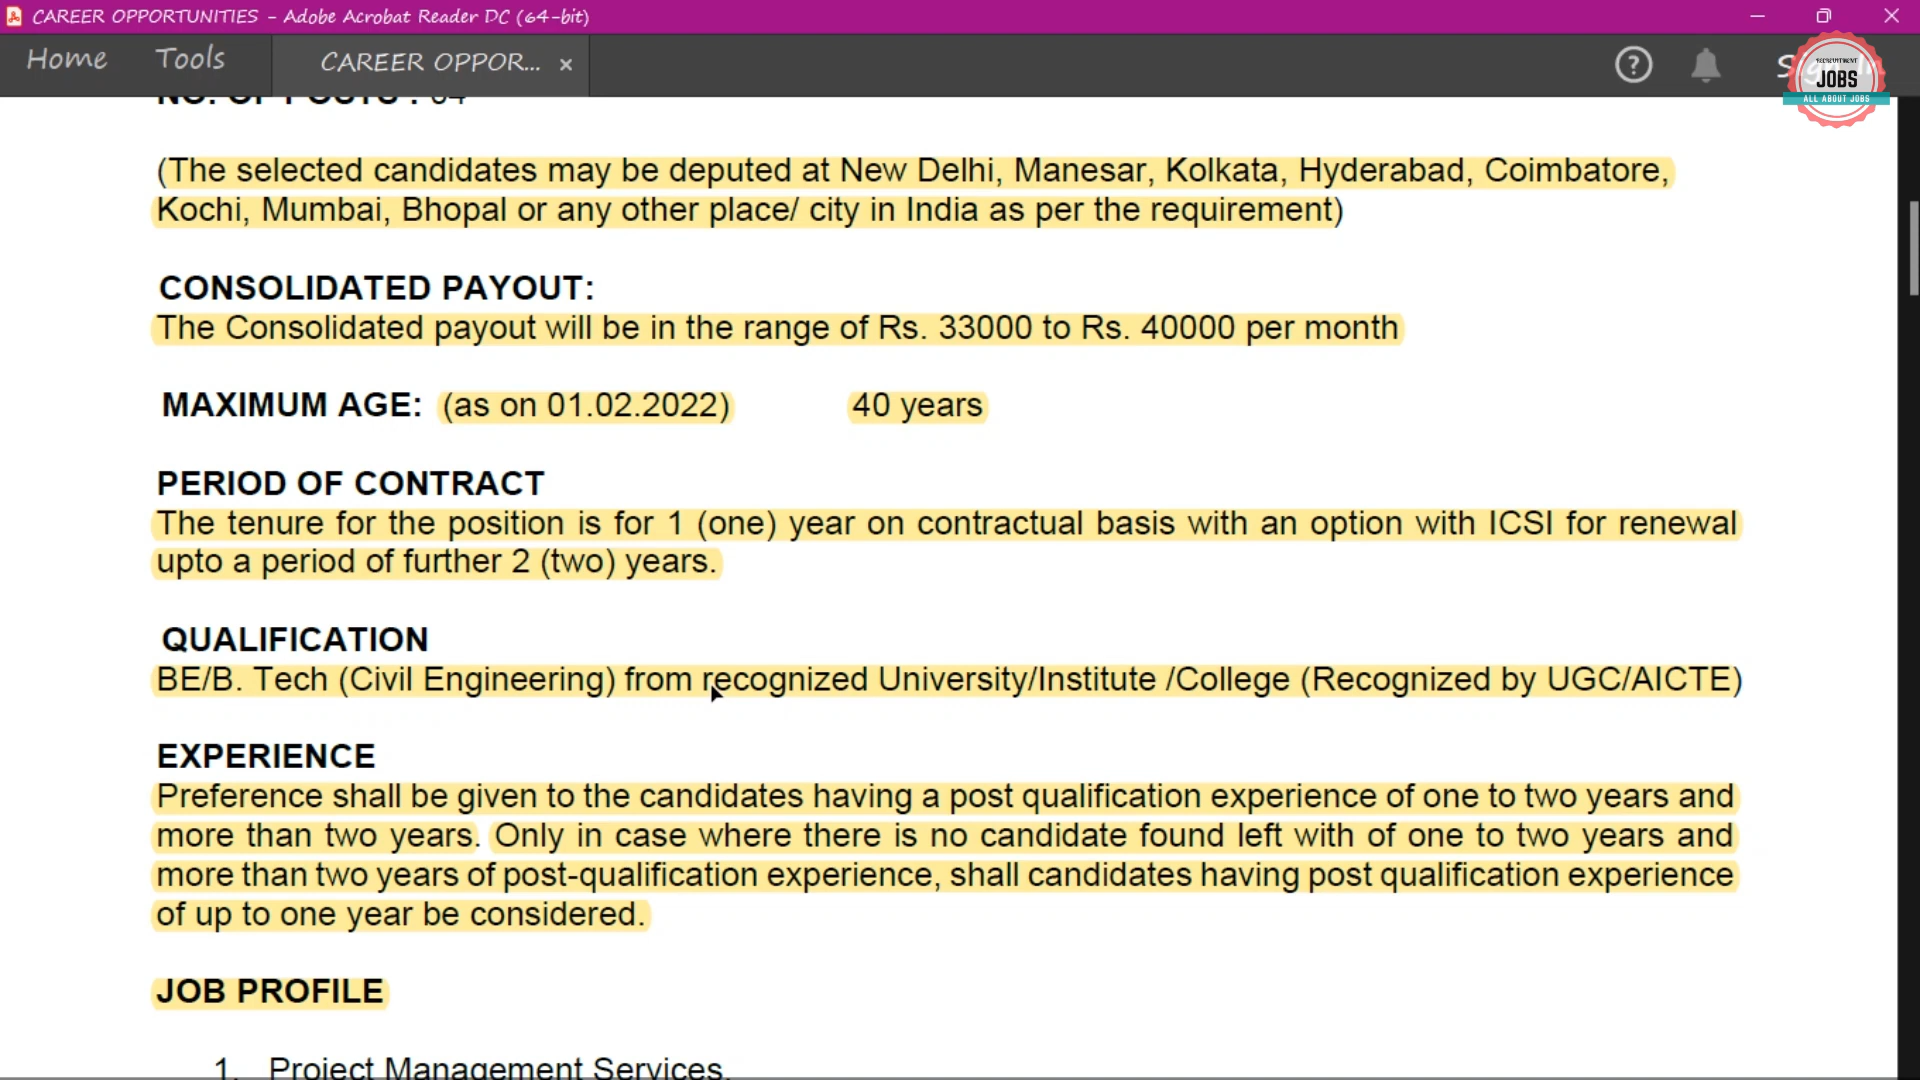 CAREER OPPORTUNITIES - Adobe Acrobat Reader DC (64-bit)
Home Tools CAREER OPPOR... ×
RECRUITMENT
JOBS
ALL ABOUT JOBS
NO. OF POSTS : 04
(The selected candidates may be deputed at New Delhi, Manesar, Kolkata, Hyderabad, Coimbatore,
Kochi, Mumbai, Bhopal or any other place/ city in India as per the requirement)
CONSOLIDATED PAYOUT:
The Consolidated payout will be in the range of Rs. 33000 to Rs. 40000 per month
MAXIMUM AGE: (as on 01.02.2022) 40 years
PERIOD OF CONTRACT
The tenure for the position is for 1 (one) year on contractual basis with an option with ICSI for renewal
upto a period of further 2 (two) years.
QUALIFICATION
BE/B. Tech (Civil Engineering) from recognized University/Institute /College (Recognized by UGC/AICTE)
EXPERIENCE
Preference shall be given to the candidates having a post qualification experience of one to two years and
more than two years. Only in case where there is no candidate found left with of one to two years and
more than two years of post-qualification experience, shall candidates having post qualification experience
of up to one year be considered.
JOB PROFILE
1. Project Management Services.